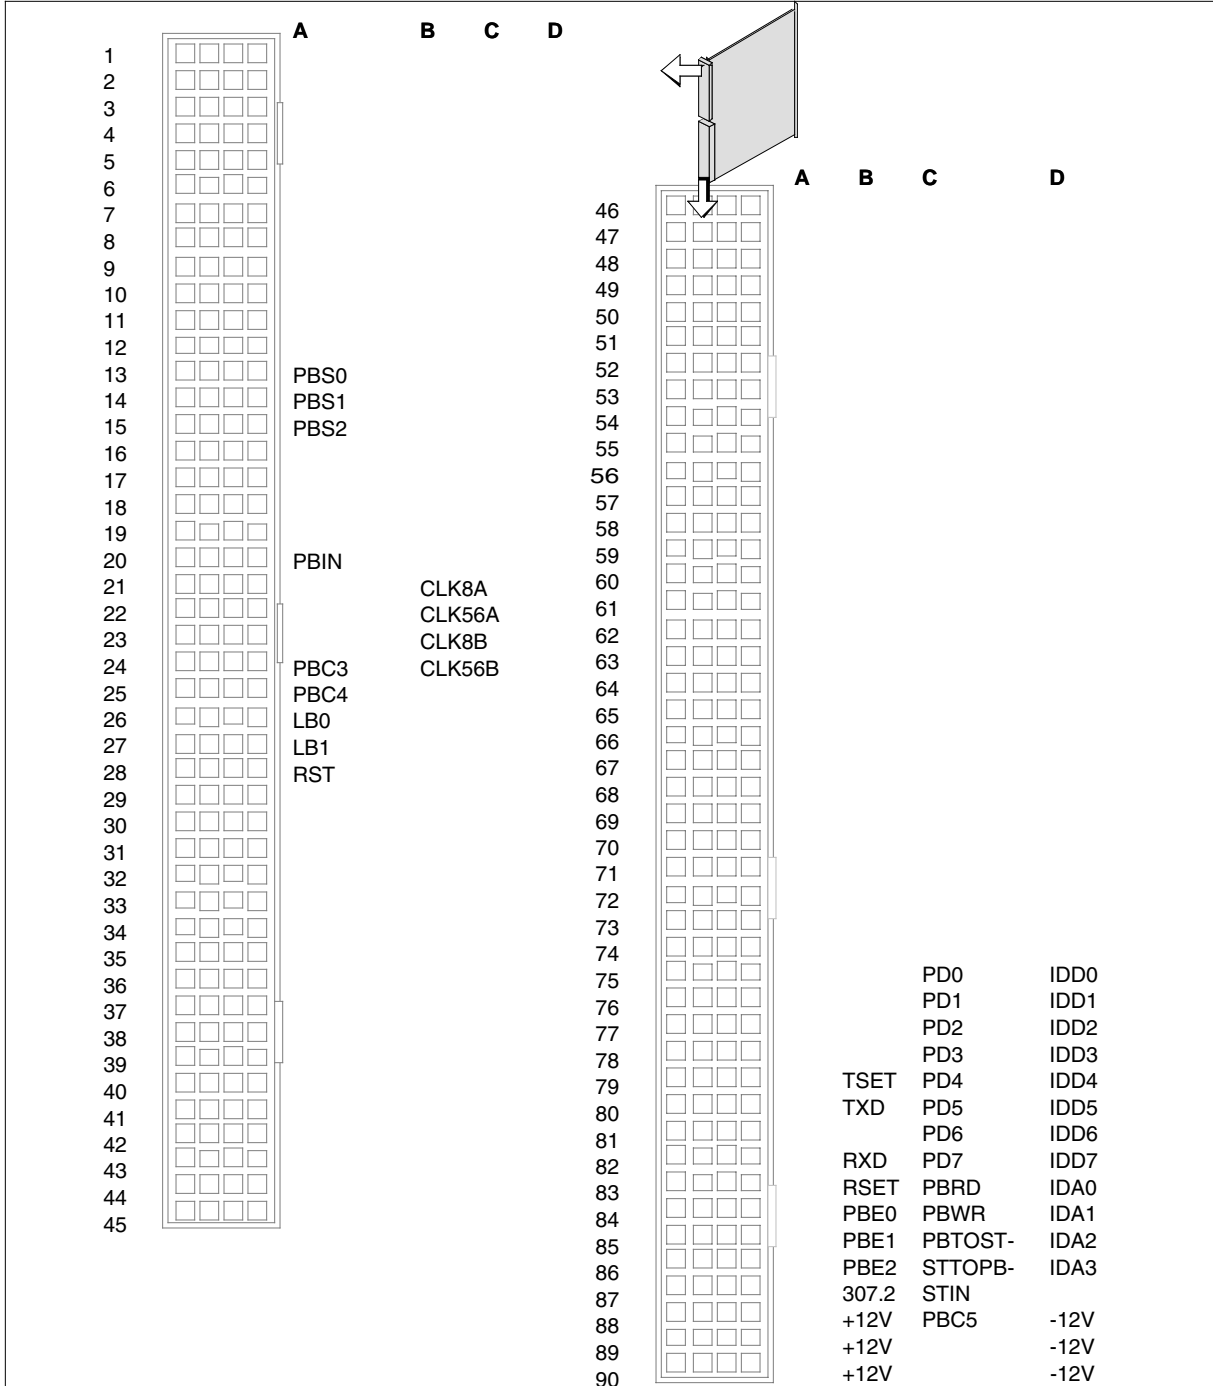 A B C D
1
2
3
4
5
6
7
8
9
10
11
12
13 PBS0
14 PBS1
15 PBS2
16
17
18
19
20 PBIN
21 CLK8A
22 CLK56A
23 CLK8B
24 PBC3 CLK56B
25 PBC4
26 LB0
27 LB1
28 RST
29
30
31
32
33
34
35
36
37
38
39
40
41
42
43
44
45
A B C D
46
47
48
49
50
51
52
53
54
55
56
57
58
59
60
61
62
63
64
65
66
67
68
69
70
71
72
73
74
75 PD0 IDD0
76 PD1 IDD1
77 PD2 IDD2
78 PD3 IDD3
79 TSET PD4 IDD4
80 TXD PD5 IDD5
81 PD6 IDD6
82 RXD PD7 IDD7
83 RSET PBRD IDA0
84 PBE0 PBWR IDA1
85 PBE1 PBTOST- IDA2
86 PBE2 STTOPB- IDA3
87 307.2 STIN
88 +12V PBC5 -12V
89 +12V -12V
90 +12V -12V